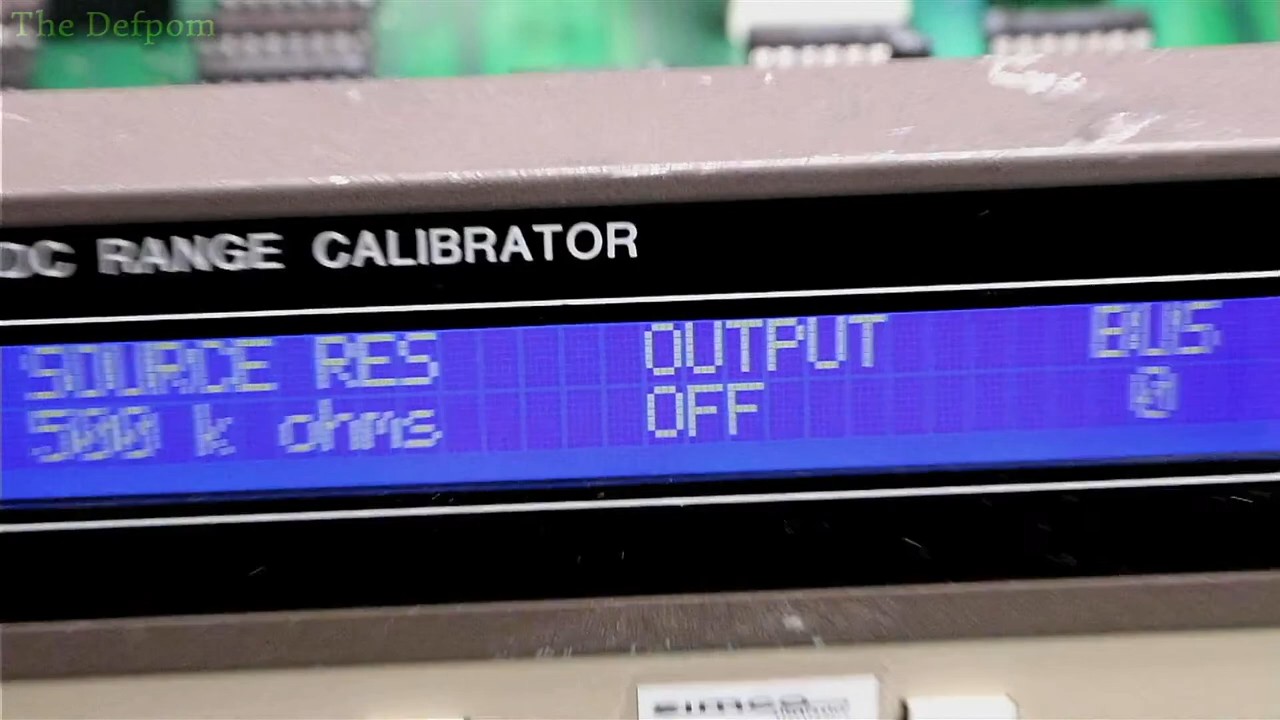 The Defpom
DC RANGE CALIBRATOR
SOURCE RES OUTPUT BUS
500 k ohms OFF 0